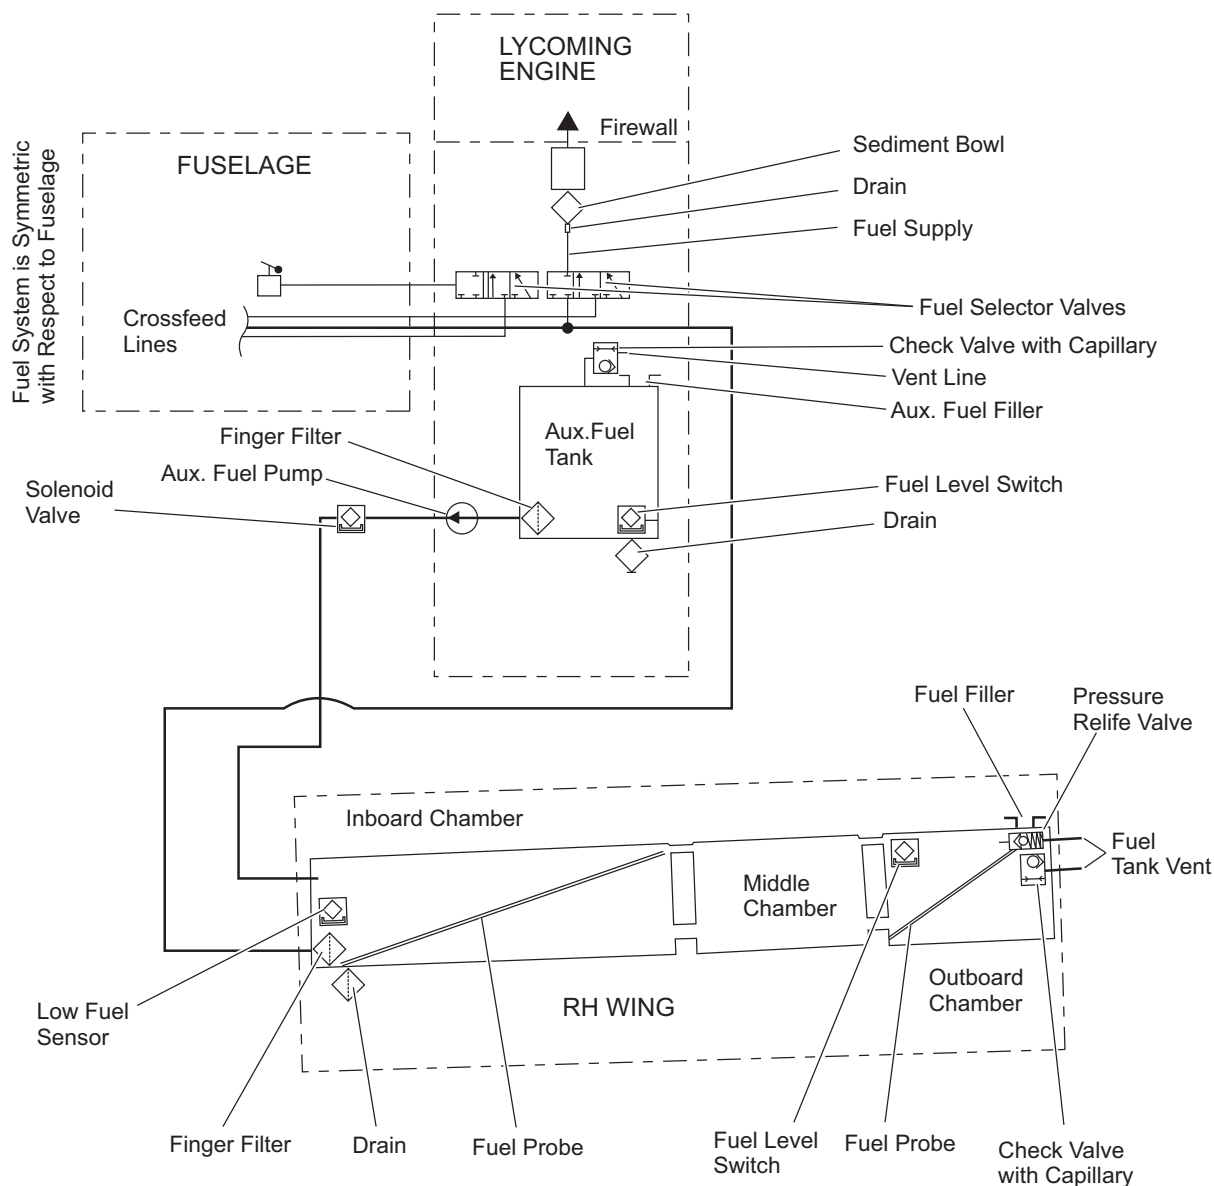 LYCOMING
ENGINE
Firewall
FUSELAGE
Fuel System is Symmetric
with Respect to Fuselage
Sediment Bowl
Drain
Fuel Supply
Fuel Selector Valves
Crossfeed
Lines
Check Valve with Capillary
Vent Line
Aux. Fuel Filler
Finger Filter
Aux.Fuel
Tank
Aux. Fuel Pump
Solenoid
Valve
Fuel Level Switch
Drain
Fuel Filler
Pressure
Relife Valve
Inboard Chamber
Fuel
Tank Vent
Middle
Chamber
Outboard
Chamber
RH WING
Low Fuel
Sensor
Finger Filter
Drain
Fuel Probe
Fuel Level
Switch
Fuel Probe
Check Valve
with Capillary